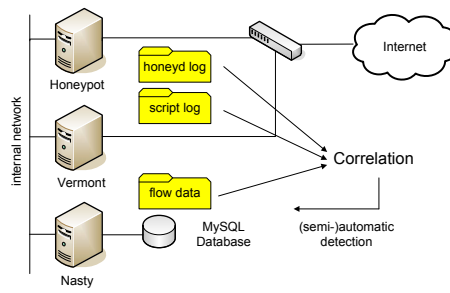 Internet
honeyd log
Honeypot
script log
internal network
Correlation
Vermont
flow data
MySQL
Database
(semi-)automatic
detection
Nasty